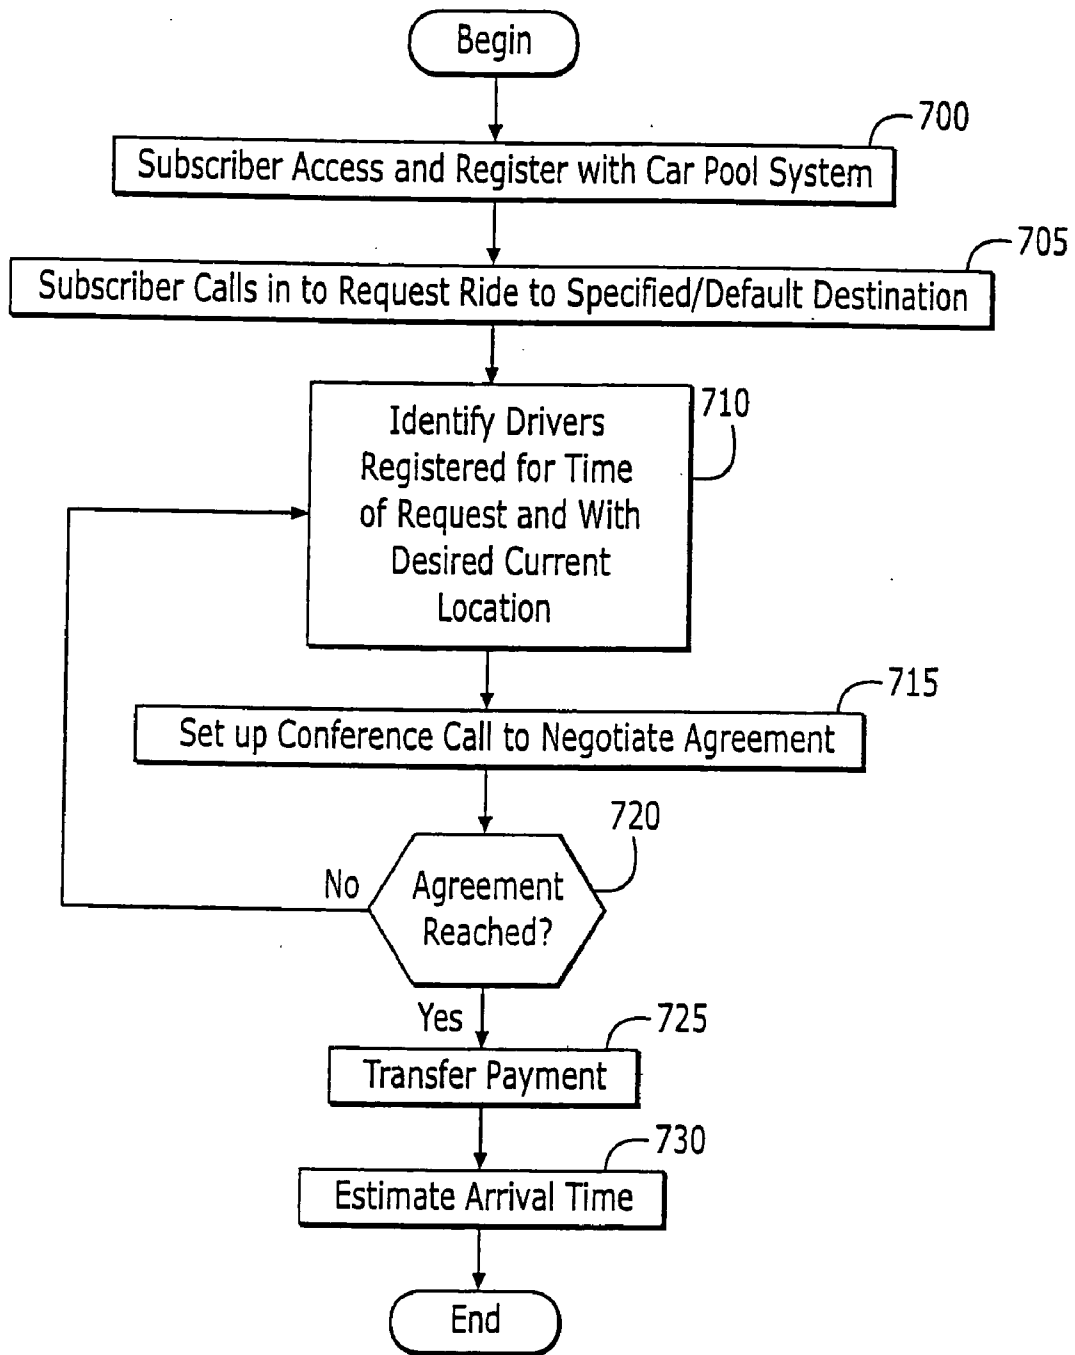 Begin
700
Subscriber Access and Register with Car Pool System
705
Subscriber Calls in to Request Ride to Specified/Default Destination
710
Identify Drivers
Registered for Time
of Request and With
Desired Current
Location
715
Set up Conference Call to Negotiate Agreement
720
No
Agreement
Reached?
Yes
725
Transfer Payment
730
Estimate Arrival Time
End